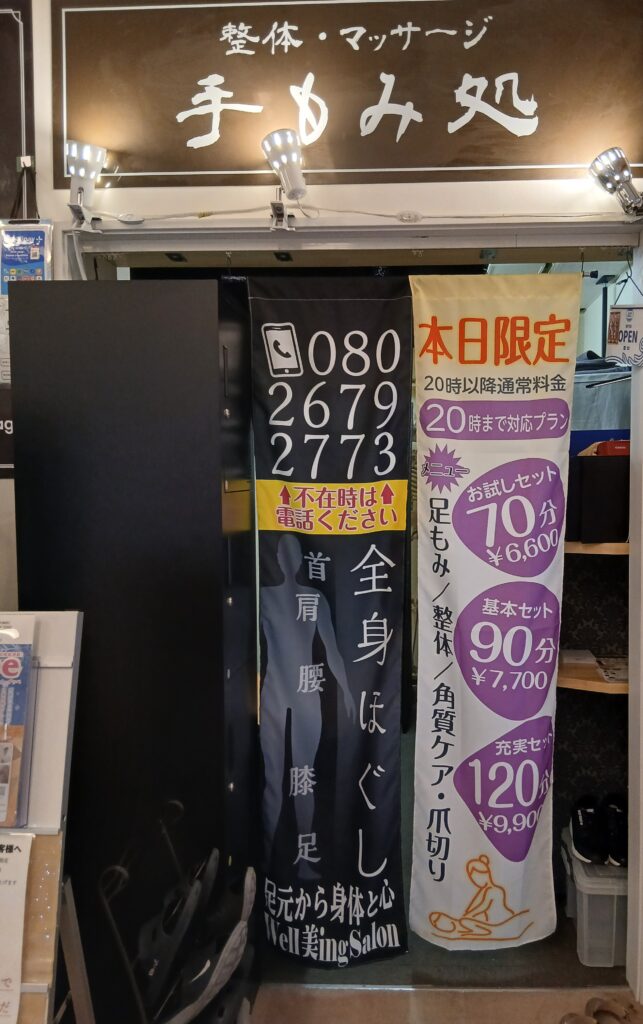 整体・マッサージ
手もみ処
080
2679
2773
⬆不在時は⬆
電話ください
全身ほぐし
首
肩
腰
膝
足
足元から身体と心
Well美ingSalon
本日限定
20時以降通常料金
20時まで対応プラン
メニュー
足もみ/整体/角質ケア・爪切り
お試しセット
70分
¥6,600
基本セット
90分
¥7,700
充実セット
120分
¥9,900
OPEN